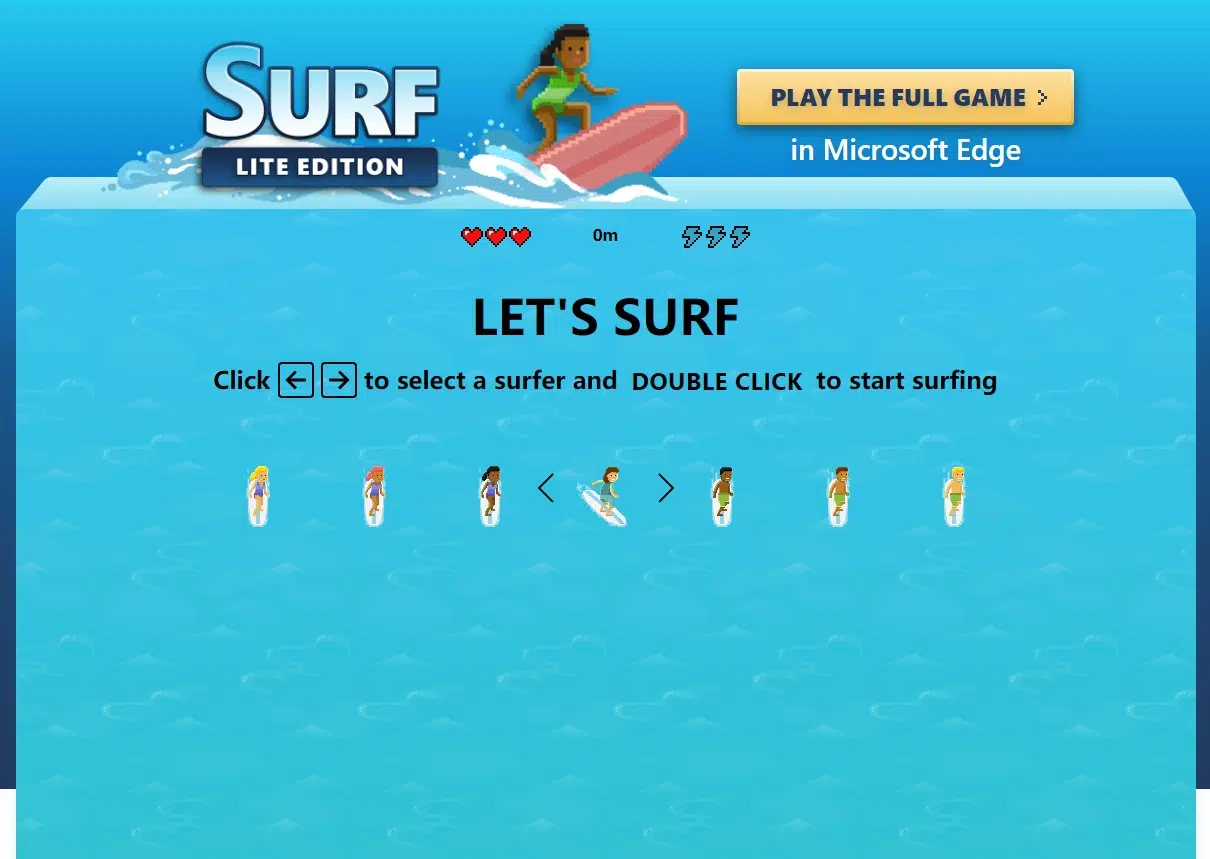 SURF
LITE EDITION
PLAY THE FULL GAME >
in Microsoft Edge
0m
LET'S SURF
Click ← → to select a surfer and DOUBLE CLICK to start surfing